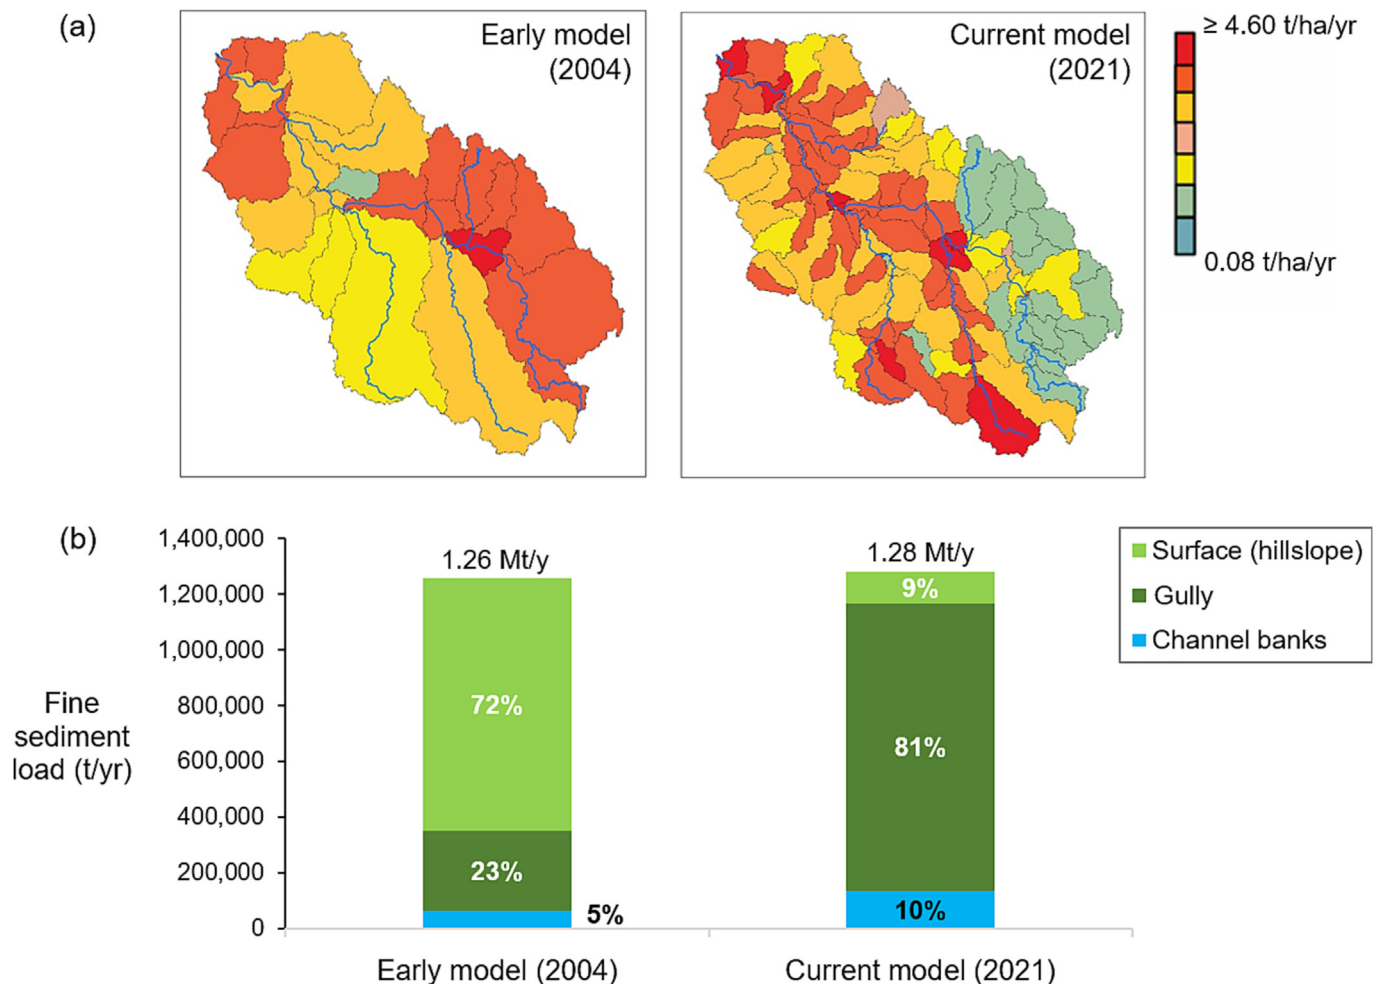 (a)
Early model
(2004)
Current model
(2021)
≥ 4.60 t/ha/yr
0.08 t/ha/yr
(b)
1,400,000
1,200,000
1,000,000
800,000
600,000
400,000
200,000
0
Fine
sediment
load (t/yr)
1.26 Mt/y
72%
23%
5%
1.28 Mt/y
9%
81%
10%
Early model (2004)
Current model (2021)
Surface (hillslope)
Gully
Channel banks